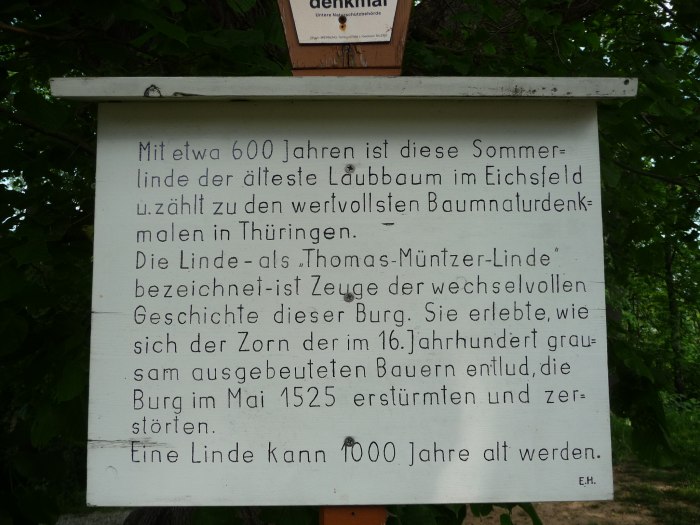 denkmal
Untere Naturschutzbehörde
Mit etwa 600 Jahren ist diese Sommer=
linde der älteste Laubbaum im Eichsfeld
u.zählt zu den wertvollsten Baumnaturdenk=
malen in Thüringen.
Die Linde-als „Thomas-Müntzer-Linde"
bezeichnet-ist Zeuge der wechselvollen
Geschichte dieser Burg. Sie erlebte, wie
sich der Zorn der im 16. Jahrhundert grau=
sam ausgebeuteten Bauern entlud, die
Burg im Mai 1525 erstürmten und zer=
störten.
Eine Linde kann 1000 Jahre alt werden.
E.H.